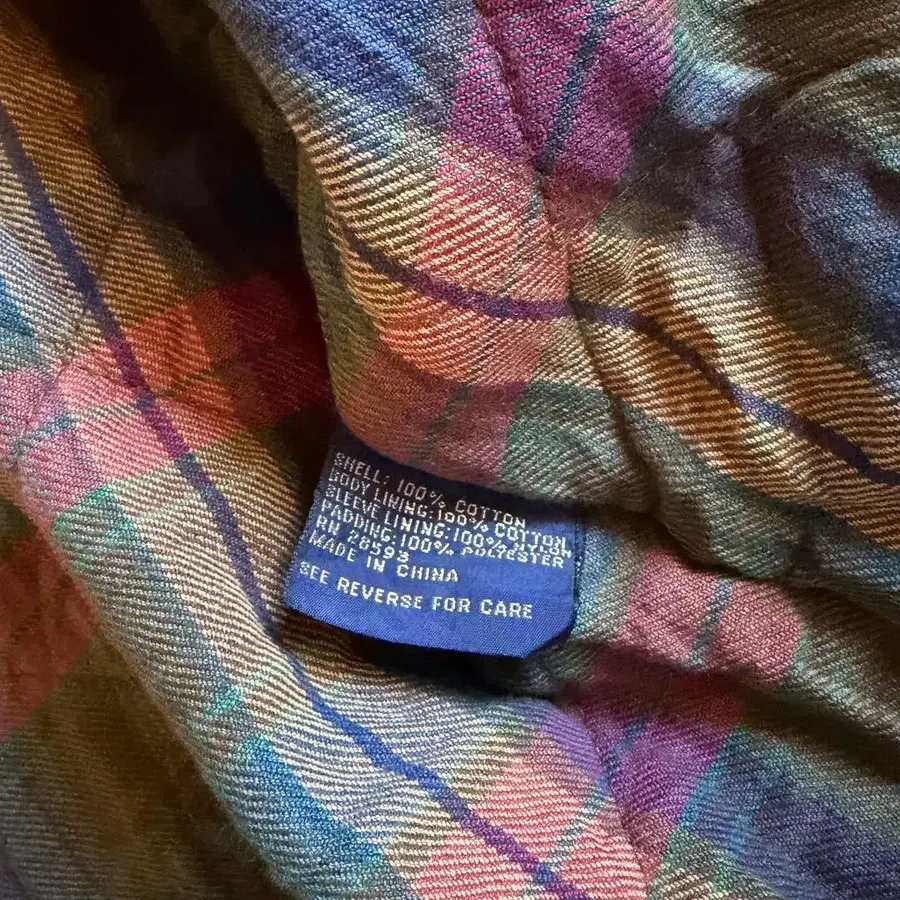 SHELL: 100% COTTON
BODY LINING:100% COTTON
SLEEVE LINING:100% NYLON
PADDING:100% POLYESTER
RN 28593
MADE IN CHINA
SEE REVERSE FOR CARE